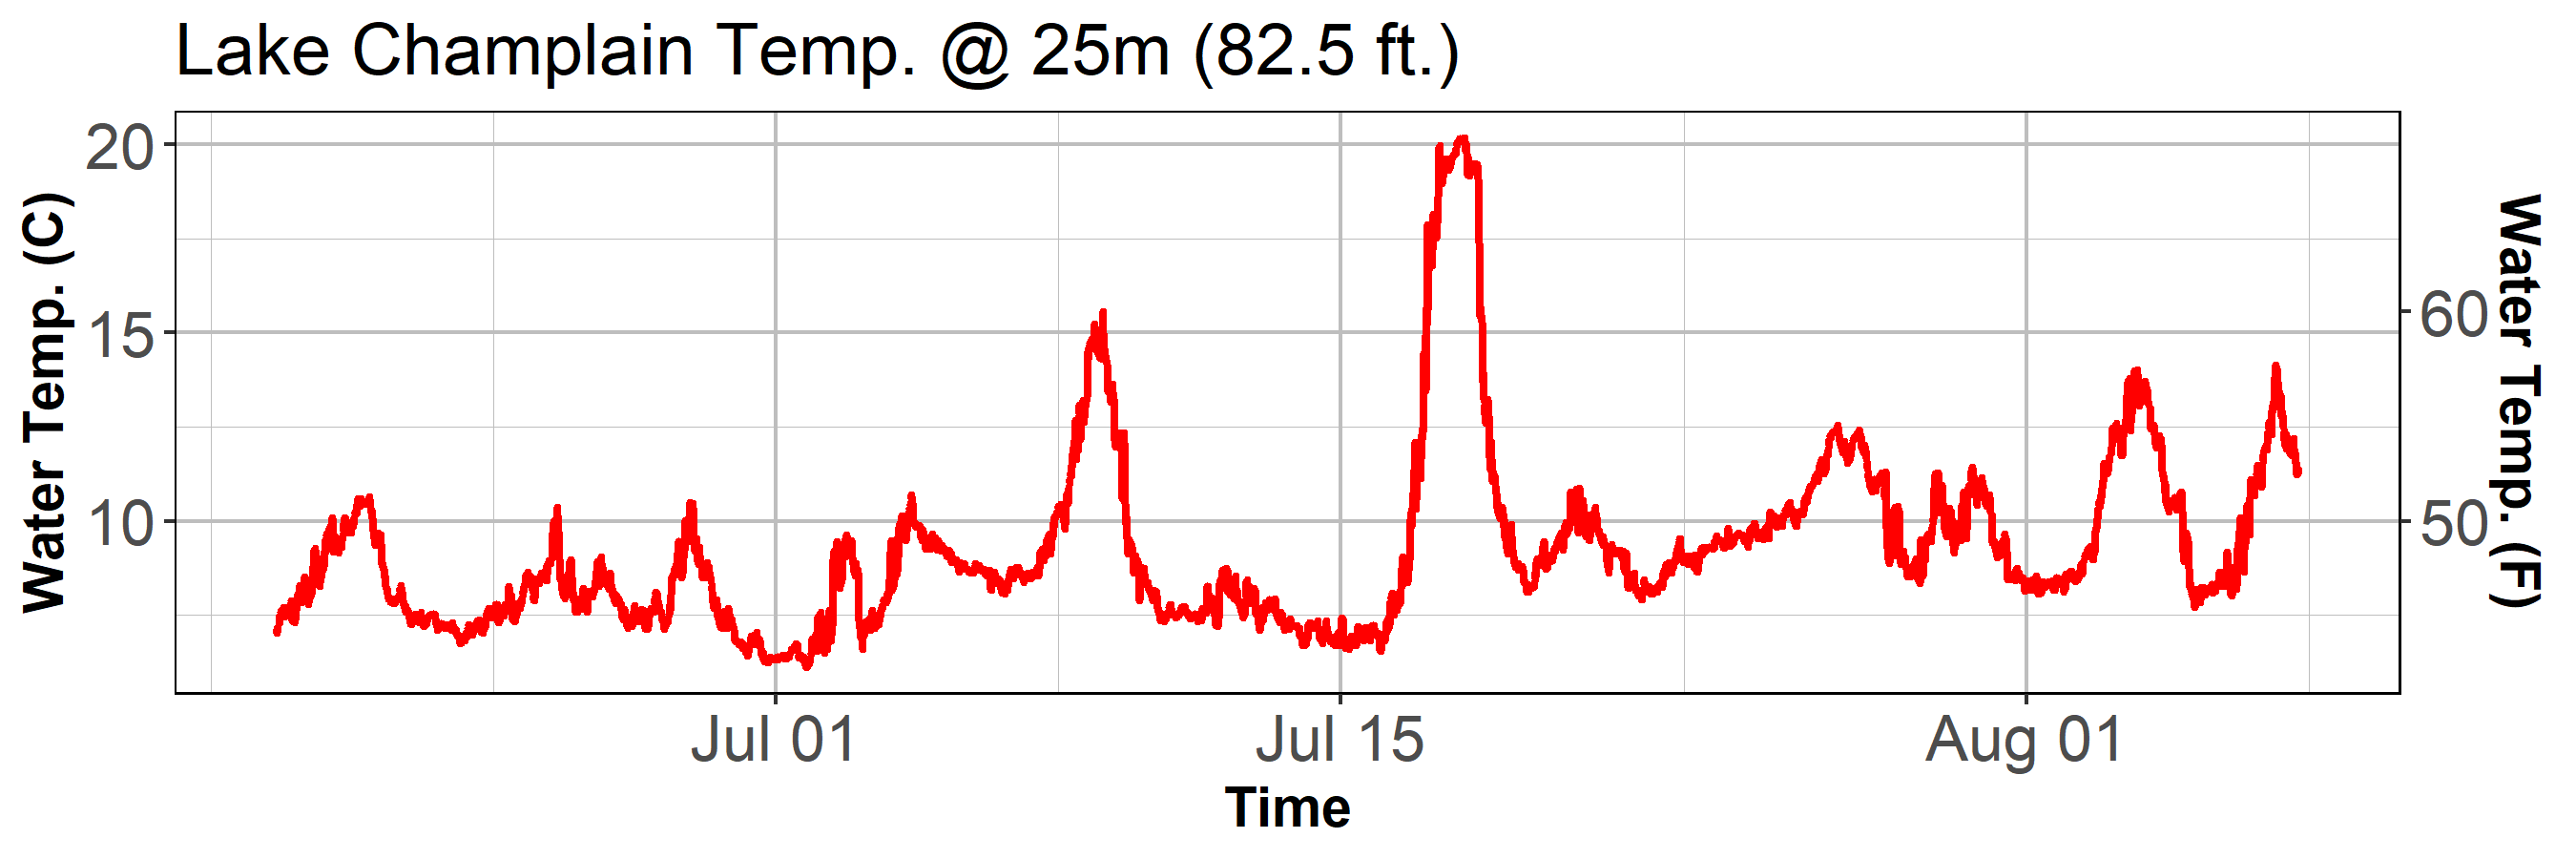 Lake Champlain Temp. @ 25m (82.5 ft.)
Water Temp. (C)
20
15
10
60
50
Water Temp. (F)
Jul 01
Jul 15
Aug 01
Time